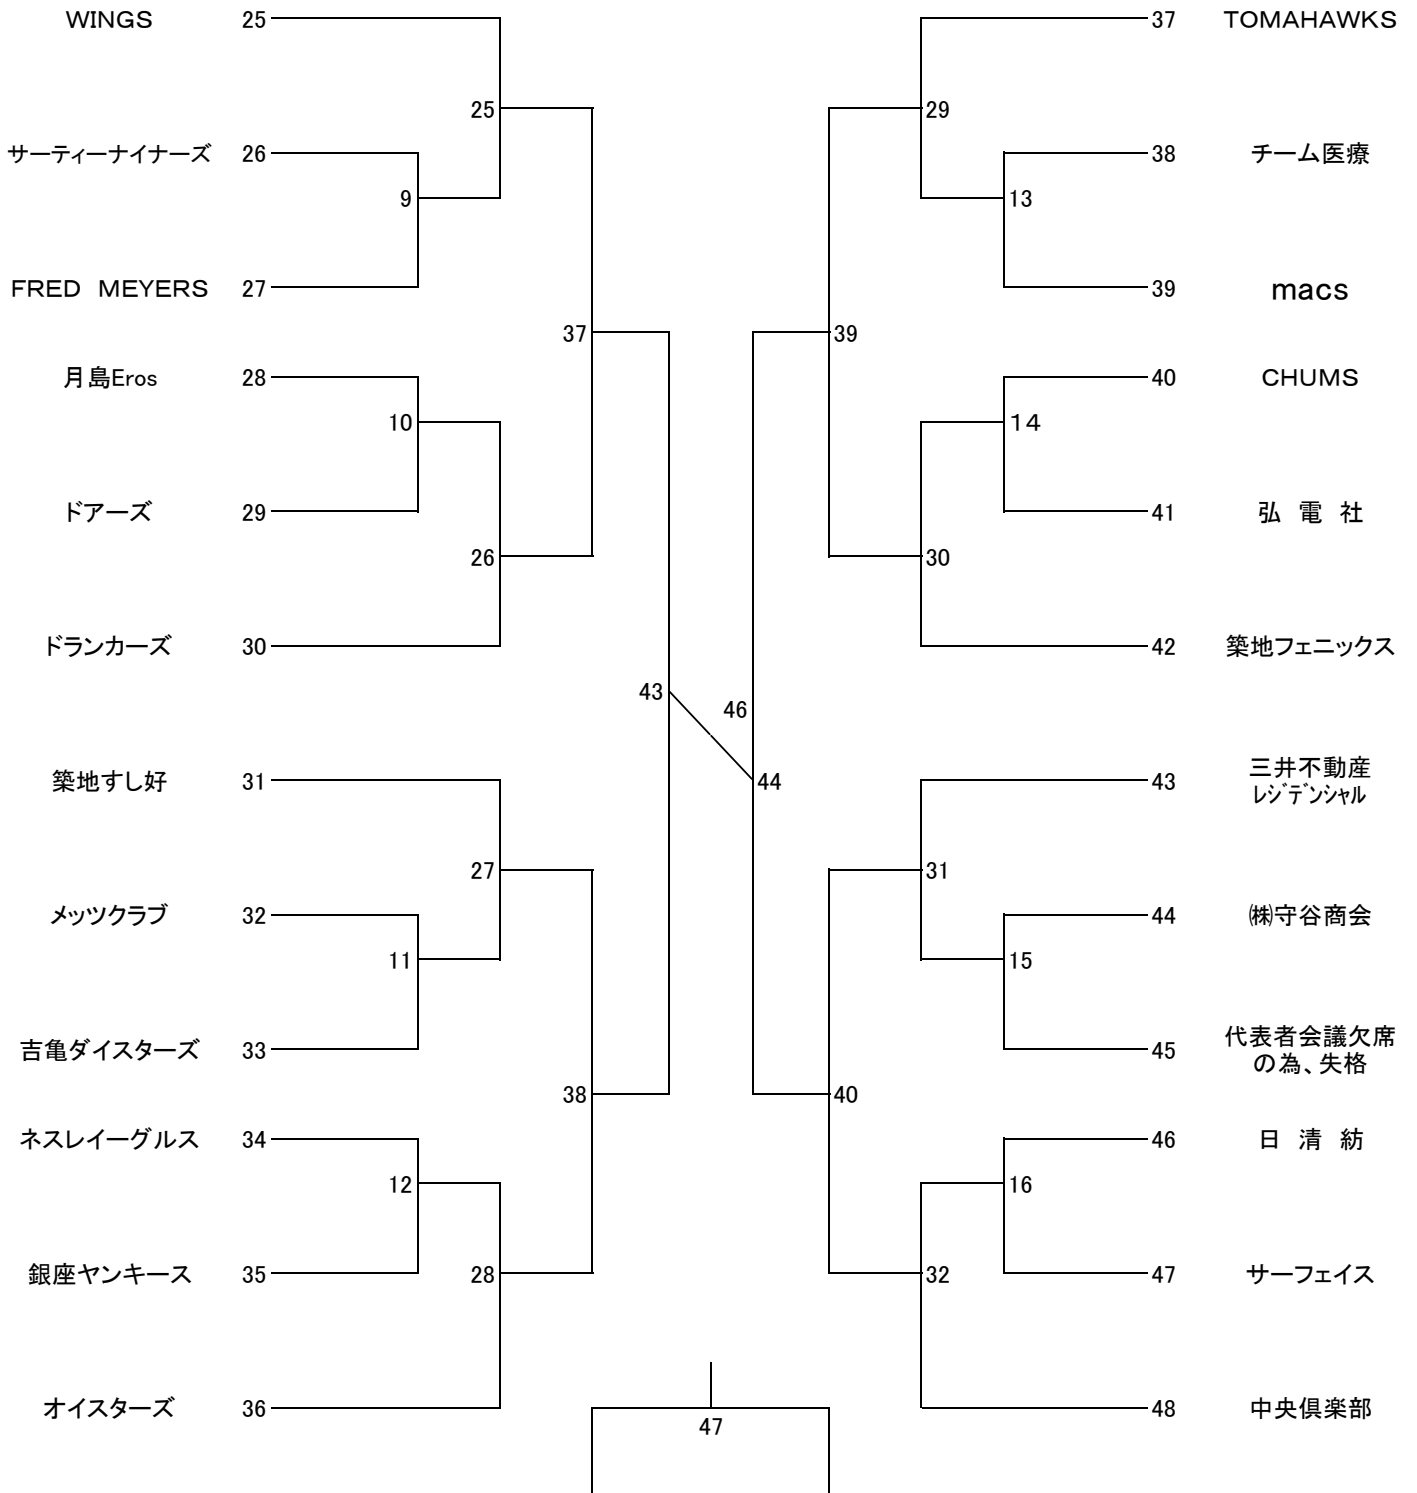 WINGS 25 37 TOMAHAWKS
25 29
サーティーナイナーズ 26 38 チーム医療
9 13
FRED MEYERS 27 39 macs
37 39
月島Eros 28 40 CHUMS
10 14
ドアーズ 29 41 弘 電 社
26 30
ドランカーズ 30 42 築地フェニックス
43 46
築地すし好 31 44 43 三井不動産
レジデンシャル
27 31
メッツクラブ 32 44 ㈱守谷商会
11 15
吉亀ダイスターズ 33 45 代表者会議欠席
の為、失格
38 40
ネスレイーグルス 34 46 日 清 紡
12 16
銀座ヤンキース 35 28 32 47 サーフェイス
オイスターズ 36 48 中央倶楽部
47